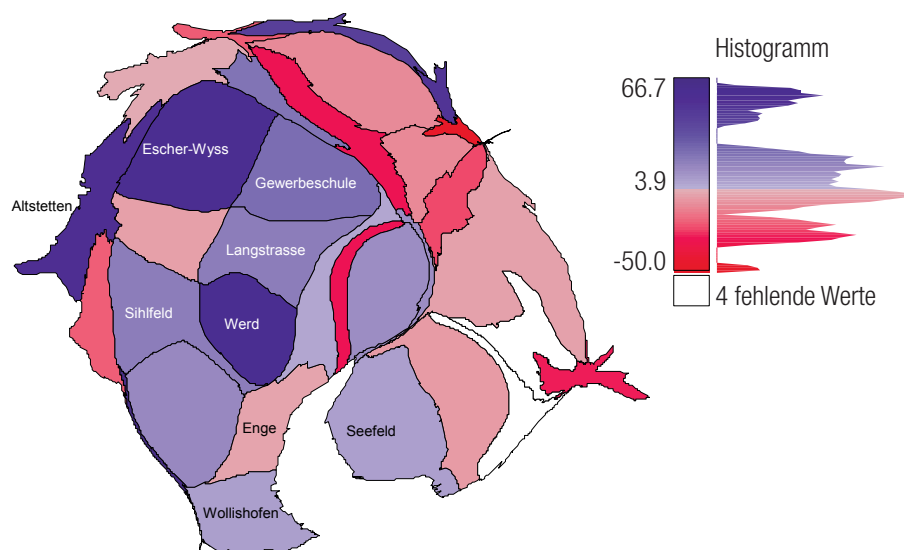 Histogramm
66.7
3.9
-50.0
4 fehlende Werte
Escher-Wyss
Gewerbeschule
Altstetten
Langstrasse
Sihlfeld
Werd
Enge
Seefeld
Wollishofen